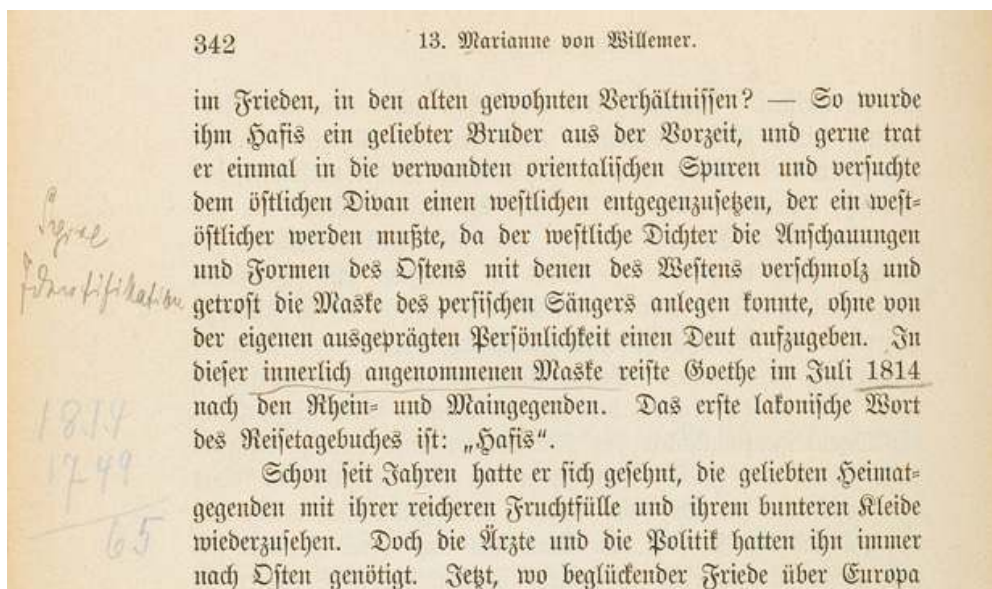 342
13. Marianne von Willemer.
im Frieden, in den alten gewohnten Verhältnissen? — So wurde
ihm Hafis ein geliebter Bruder aus der Vorzeit, und gerne trat
er einmal in die verwandten orientalischen Spuren und versuchte
dem östlichen Divan einen westlichen entgegenzusetzen, der ein west-
östlicher werden mußte, da der westliche Dichter die Anschauungen
und Formen des Ostens mit denen des Westens verschmolz und
getrost die Maske des persischen Sängers anlegen konnte, ohne von
der eigenen ausgeprägten Persönlichkeit einen Deut aufzugeben. In
dieser innerlich angenommenen Maske reiste Goethe im Juli 1814
nach den Rhein- und Maingegenden. Das erste lakonische Wort
des Reisetagebuches ist: „Hafis“.
Schon seit Jahren hatte er sich gesehnt, die geliebten Heimat-
gegenden mit ihrer reicheren Fruchtfülle und ihrem bunteren Kleide
wiederzusehen. Doch die Ärzte und die Politik hatten ihn immer
nach Osten genötigt. Jetzt, wo beglückender Friede über Europa
Identifikation
1814
1749
65